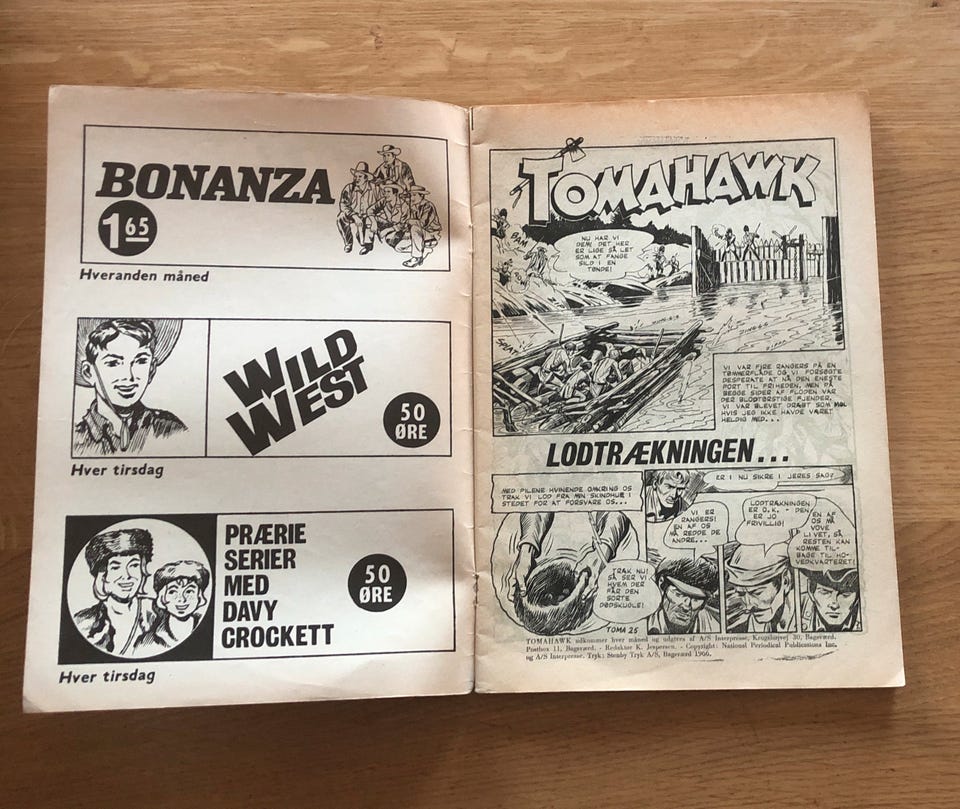 BONANZA
1 65
Hveranden måned
WILD
WEST
50
ØRE
Hver tirsdag
PRÆRIE
SERIER
MED
DAVY
CROCKETT
50
ØRE
Hver tirsdag
TOMAHAWK
BAM
NU HAR VI
DEM! DET HER
ER LIGE SÅ LET
SOM AT FANGE
SILD I EN
TØNDE!
SPLAT
VI VAR FIRE RANGERS PÅ EN
TØMMERFLÅDE OG VI FORSØGTE
DESPERATE AT NÅ DEN ENESTE
PORT TIL FRIHEDEN, MEN PÅ
BEGGE SIDER AF FLODEN VAR
DER BLODTØRSTIGE FJENDER.
VI VAR BLEVET DRÆBT SOM MØL
HVIS JEG IKKE HAVDE VÆRET
HELDIG MED...
LODTRÆKNINGEN...
MED PILENE HVINENDE OMKRING OS
TRAK VI LOD FRA MIN SKINDHUE I
STEDET FOR AT FORSVARE OS...
TRÆK NU!
SÅ SER VI
HVEM DER
FÅR DEN
SORTE
DØDSKUGLE!
TOMA 25
ER I NU SIKRE I JERES SAG?
VI ER
RANGERS!
EN AF OS
MÅ REDDE DE
ANDRE...
LODTRÆKNINGEN
ER O.K. - DEN
ER JO
FRIVILLIG!
EN AF
OS MÅ
VOVE
LIVET, SÅ
RESTEN KAN
KOMME TIL-
BAGE TIL HO-
VEDKVARTERET!
TOMAHAWK udkommer hver måned og udgives af A/S Interpresse, Krogshøjvej 30, Bagsværd.
Postbox 11, Bagsværd. - Redaktør K. Jespersen. - Copyright: National Periodical Publications Inc.
og A/S Interpresse. Tryk: Stenby Tryk A/S, Bagsværd 1966.